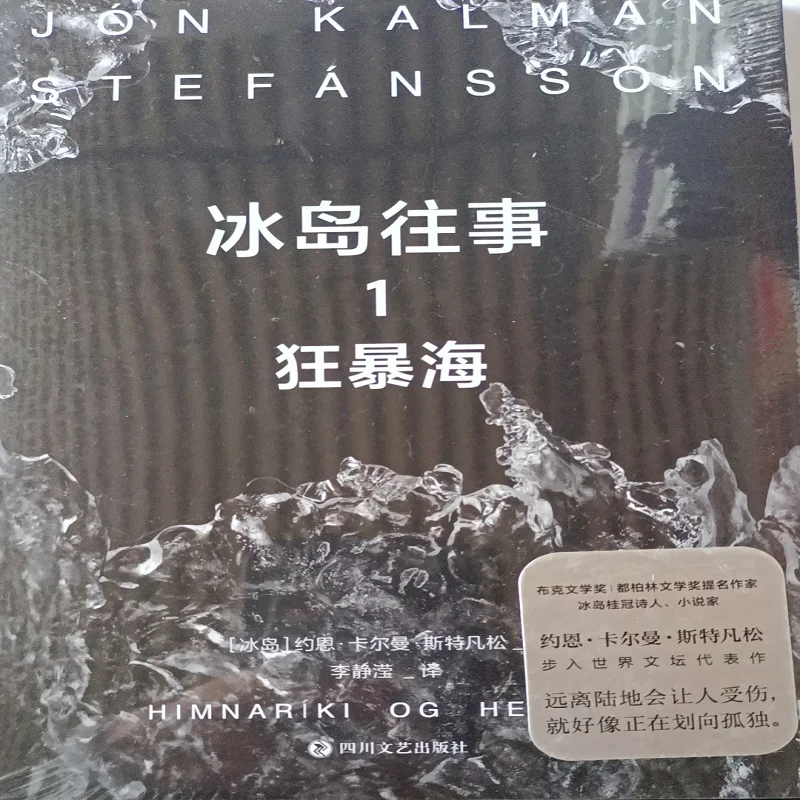 JÓN KALMAN
STEFÁNSSON
冰岛往事
1
狂暴海
[冰岛]约恩·卡尔曼·斯特凡松_
李静滢_译
HIMNARÍKI OG HE
四川文艺出版社
布克文学奖|都柏林文学奖提名作家
冰岛桂冠诗人、小说家
约恩·卡尔曼·斯特凡松
步入世界文坛代表作
远离陆地会让人受伤，
就好像正在划向孤独。